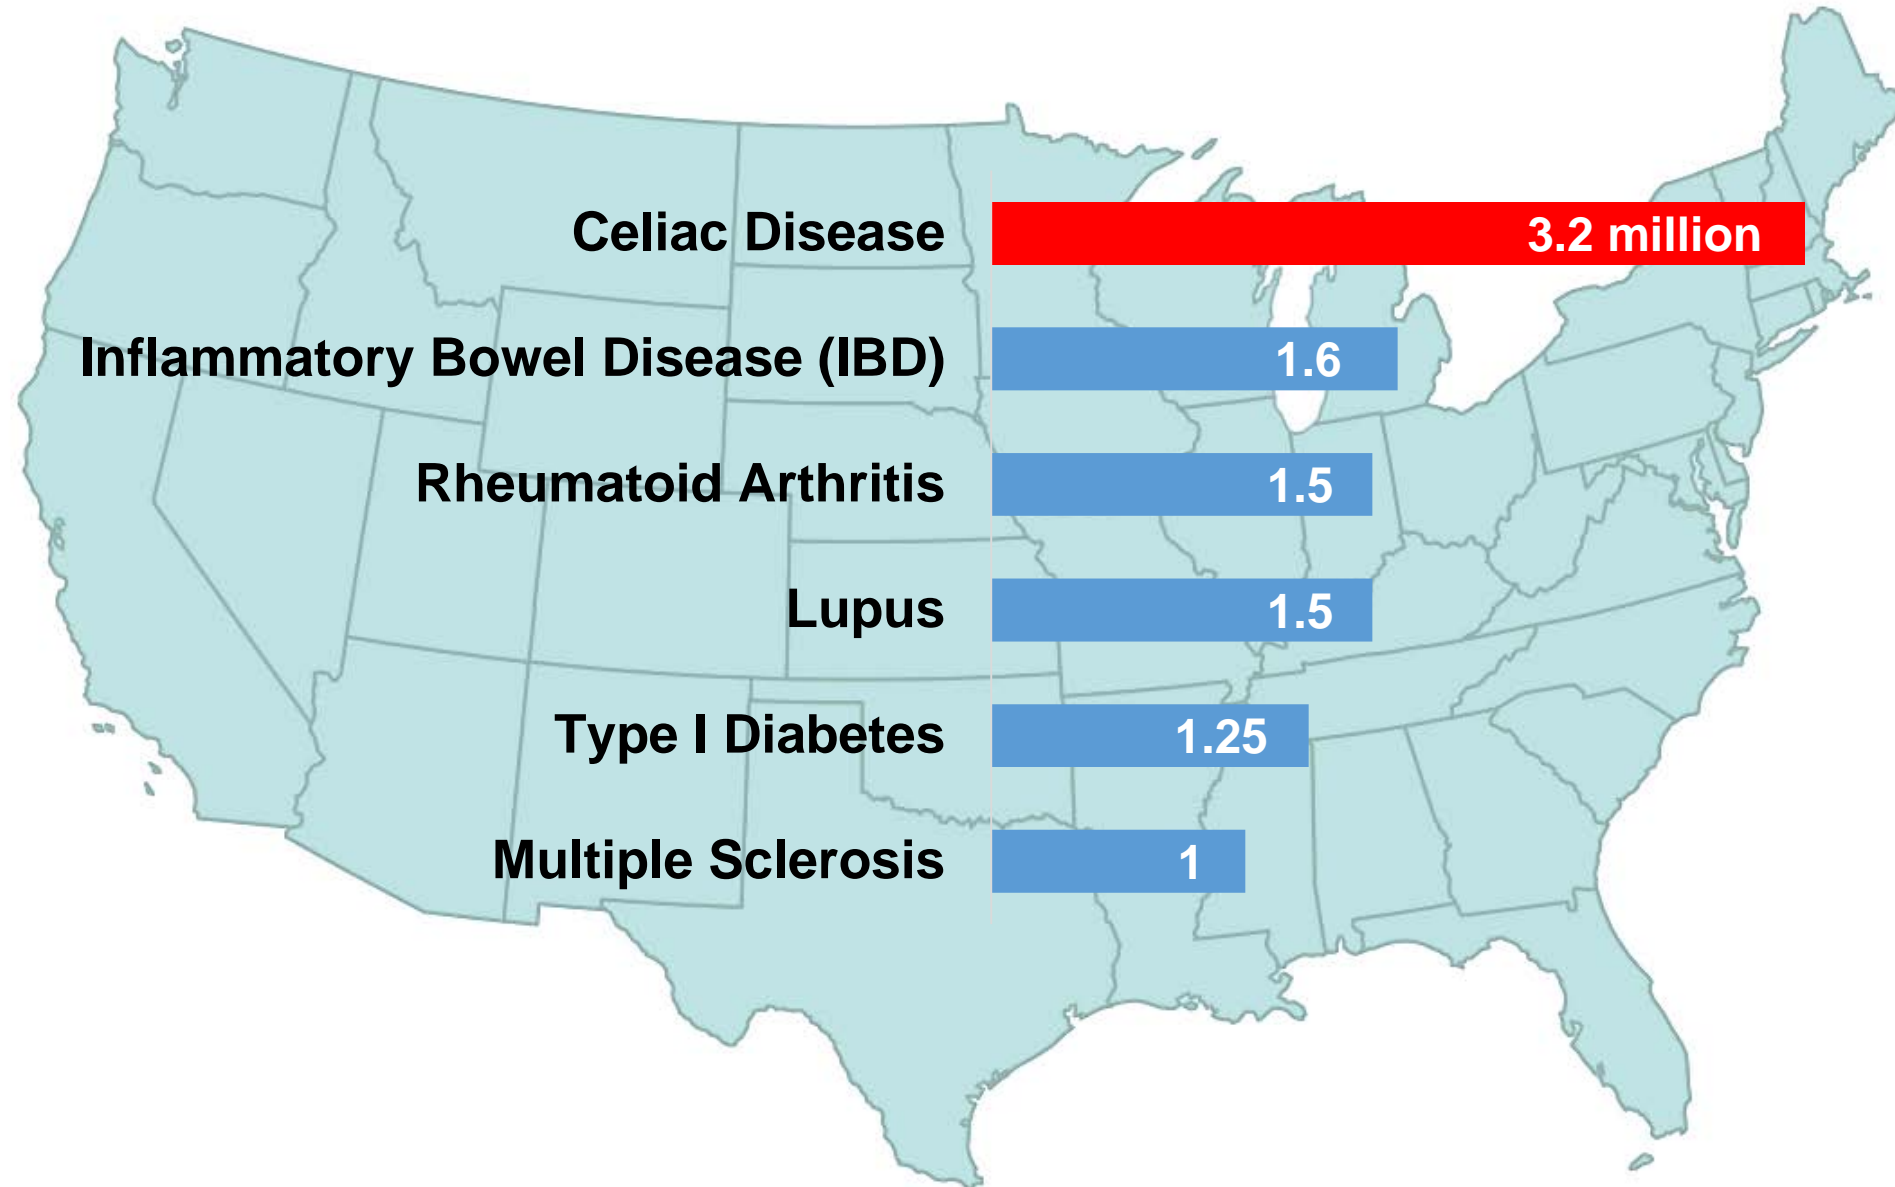 Celiac Disease 3.2 million
Inflammatory Bowel Disease (IBD) 1.6
Rheumatoid Arthritis 1.5
Lupus 1.5
Type I Diabetes 1.25
Multiple Sclerosis 1